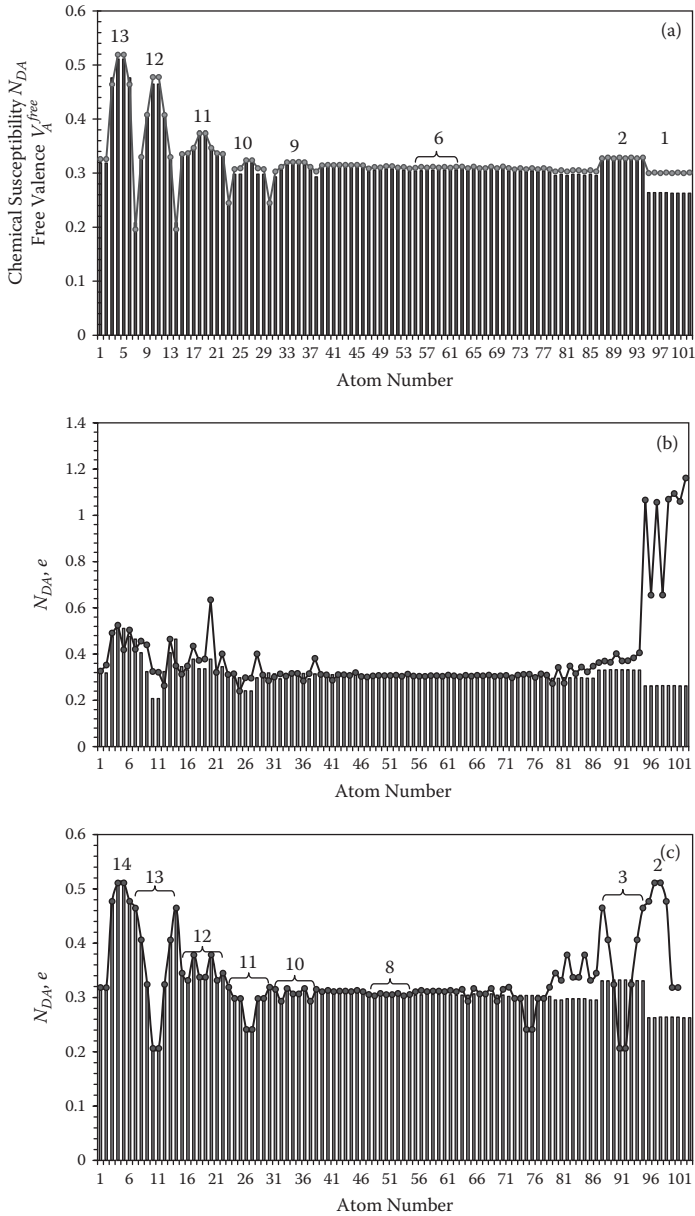 (a)
Chemical Susceptibility N_DA
Free Valence V_A^free
0.6
0.5
0.4
0.3
0.2
0.1
0
13
12
11
10
9
6
2
1
1 5 9 13 17 21 25 29 33 37 41 45 49 53 57 61 65 69 73 77 81 85 89 93 97 101
Atom Number
(b)
N_DA, e
1.4
1.2
1
0.8
0.6
0.4
0.2
0
1 6 11 16 21 26 31 36 41 46 51 56 61 66 71 76 81 86 91 96 101
Atom Number
(c)
N_DA, e
0.6
0.5
0.4
0.3
0.2
0.1
0
14
13
12
11
10
8
3
2
1 6 11 16 21 26 31 36 41 46 51 56 61 66 71 76 81 86 91 96 101
Atom Number